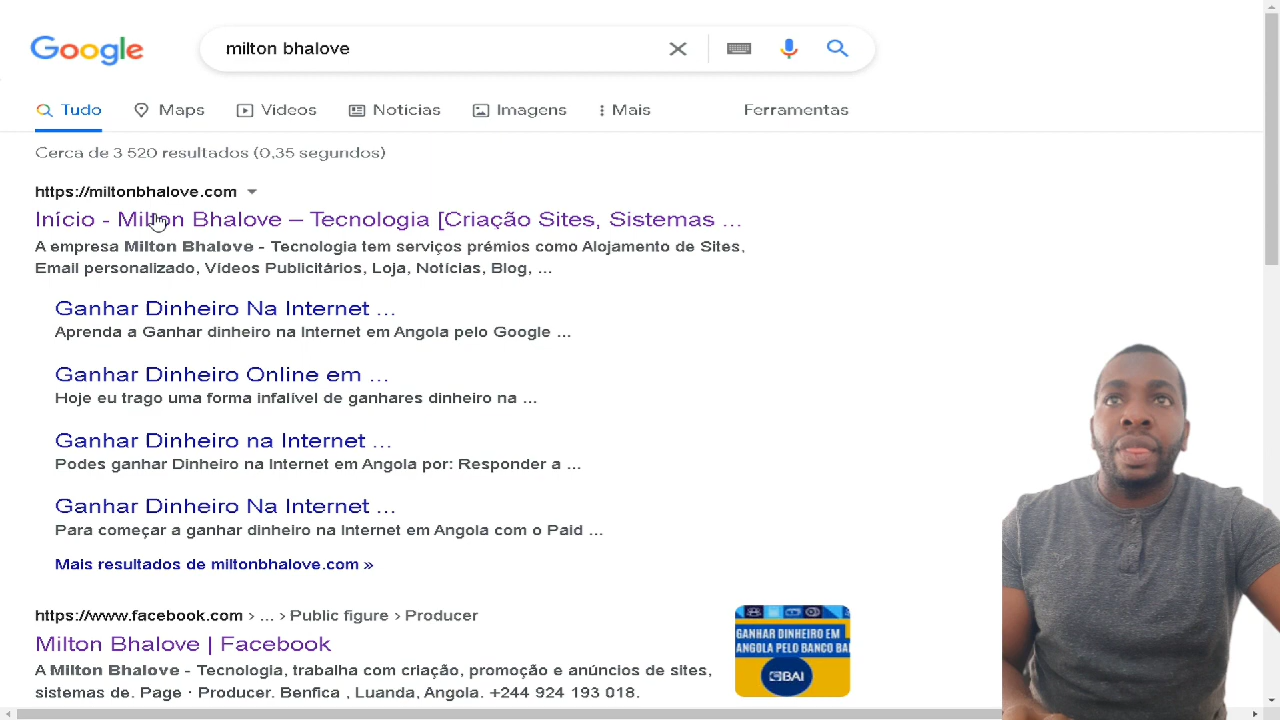 Google
milton bhalove
Tudo Maps Videos Noticias Imagens Mais Ferramentas
Cerca de 3 520 resultados (0,35 segundos)
https://miltonbhalove.com
Início - Milton Bhalove – Tecnologia [Criação Sites, Sistemas ...
A empresa Milton Bhalove - Tecnologia tem serviços prémios como Alojamento de Sites,
Email personalizado, Vídeos Publicitários, Loja, Notícias, Blog, ...
Ganhar Dinheiro Na Internet ...
Aprenda a Ganhar dinheiro na Internet em Angola pelo Google ...
Ganhar Dinheiro Online em ...
Hoje eu trago uma forma infalível de ganhares dinheiro na ...
Ganhar Dinheiro na Internet ...
Podes ganhar Dinheiro na Internet em Angola por: Responder a ...
Ganhar Dinheiro Na Internet ...
Para começar a ganhar dinheiro na Internet em Angola com o Paid ...
Mais resultados de miltonbhalove.com »
https://www.facebook.com › ... › Public figure › Producer
Milton Bhalove | Facebook
A Milton Bhalove - Tecnologia, trabalha com criação, promoção e anúncios de sites,
sistemas de. Page · Producer. Benfica , Luanda, Angola. +244 924 193 018.
GANHAR DINHEIRO EM
ANGOLA PELO BANCO BA
BAI